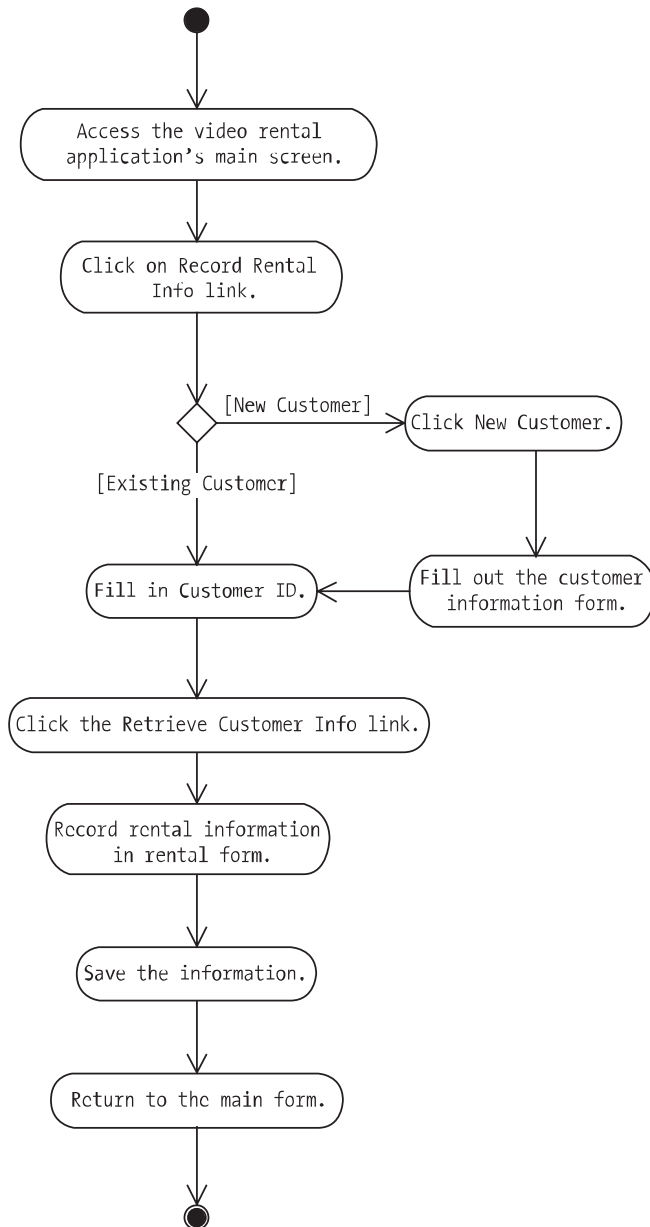 Access the video rental
application's main screen.
Click on Record Rental
Info link.
[New Customer]
Click New Customer.
[Existing Customer]
Fill in Customer ID.
Fill out the customer
information form.
Click the Retrieve Customer Info link.
Record rental information
in rental form.
Save the information.
Return to the main form.